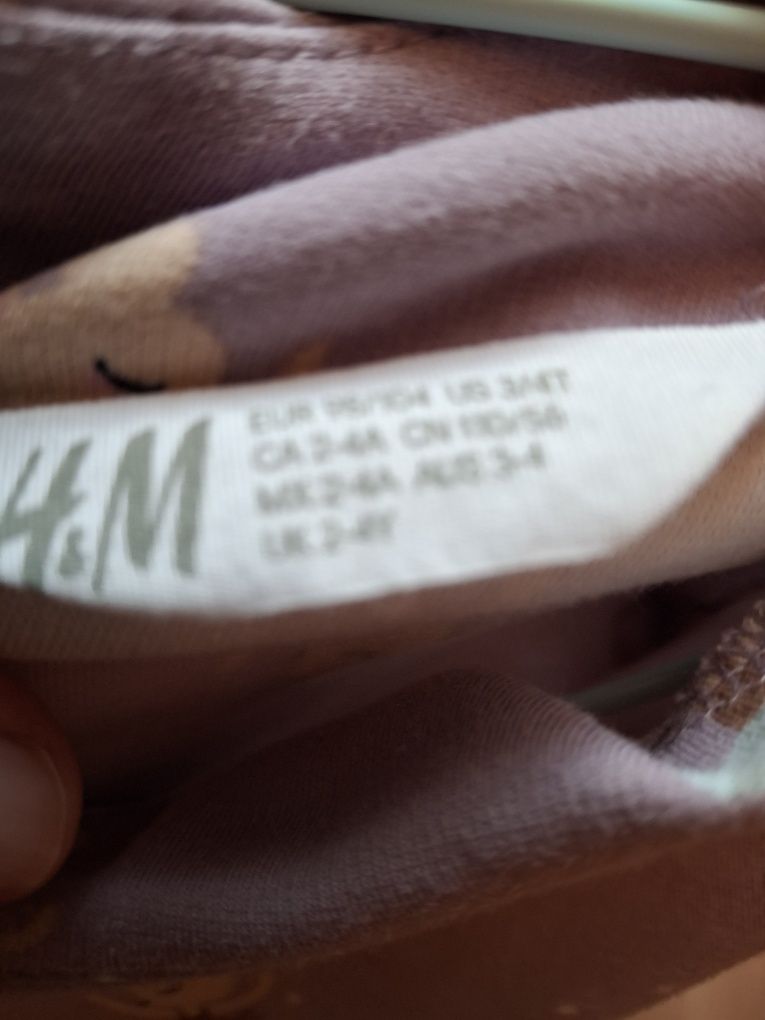 H&M
EUR 98/104 US 3/4T
CA 2-4A CN 110/56
MX 2-4A AUS 3-4
UK 2-4Y